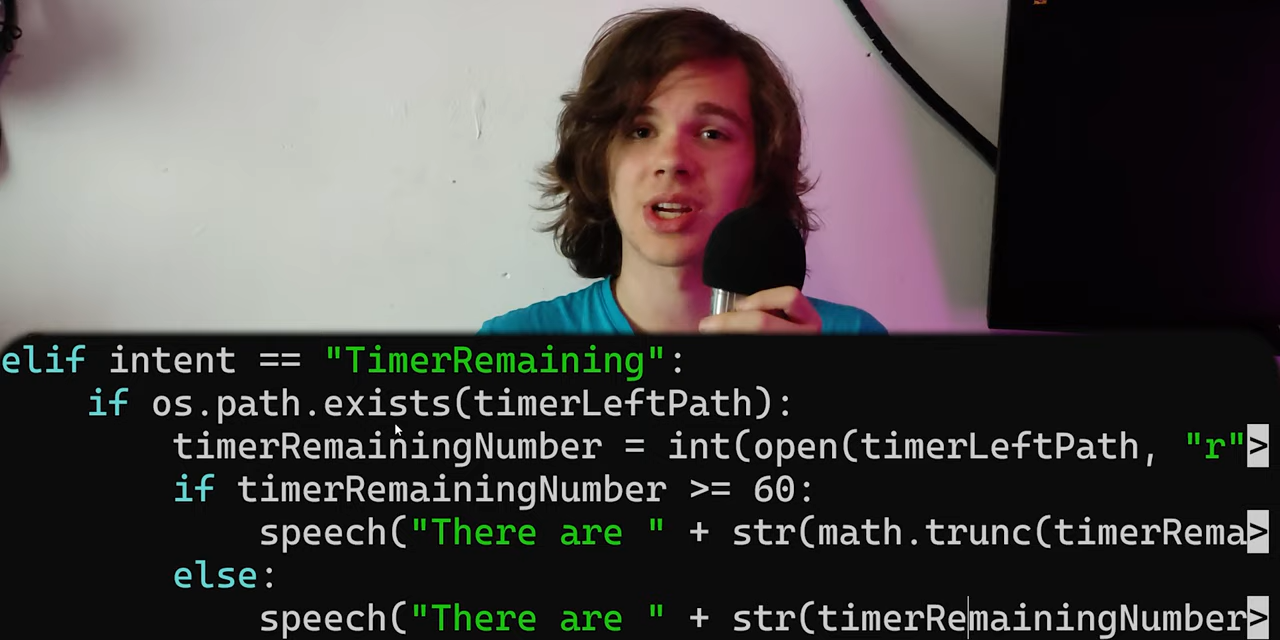 elif intent == "TimerRemaining":
if os.path.exists(timerLeftPath):
timerRemainingNumber = int(open(timerLeftPath, "r">
if timerRemainingNumber >= 60:
speech("There are " + str(math.trunc(timerRema>
else:
speech("There are " + str(timerRemainingNumber>